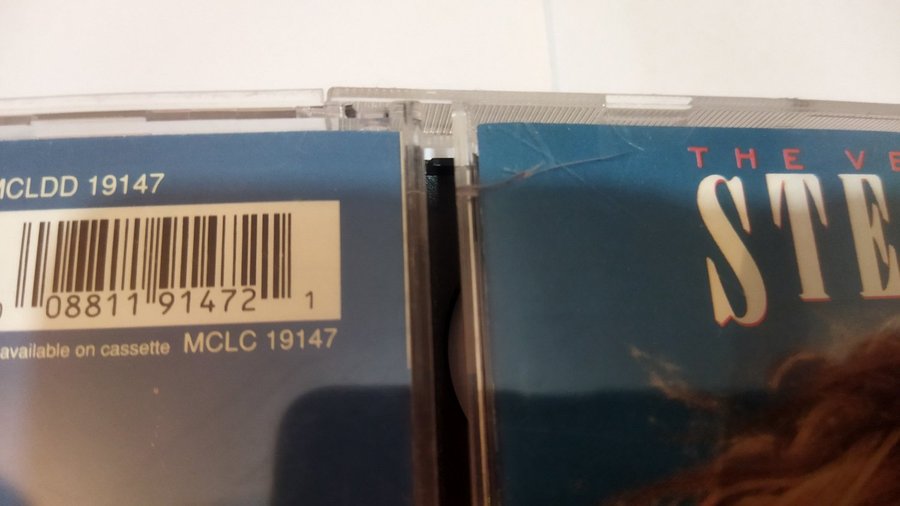 MCLDD 19147
08811 91472 1
available on cassette MCLC 19147
THE VE
STE